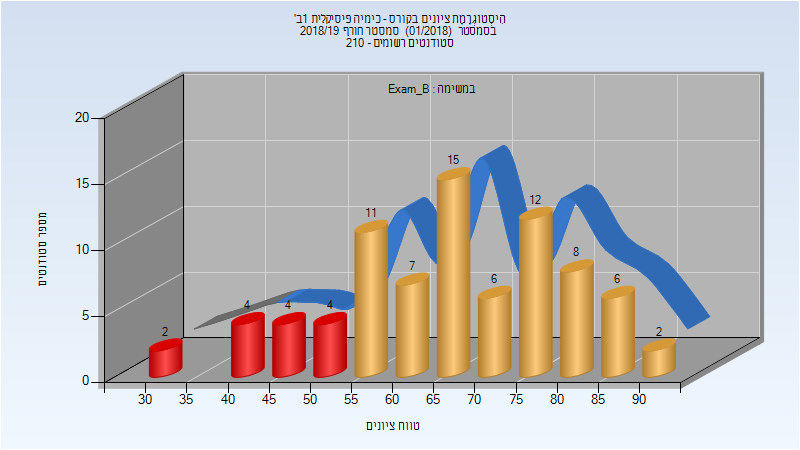 היסטוגרמת ציונים בקורס - כימיה פיסיקלית 1ב'
בסמסטר (01/2018) סמסטר חורף 2018/19
סטודנטים רשומים - 210
במשימה : Exam_B
מספר סטודנטים
20
15
10
5
0
2
4
4
4
11
7
15
6
12
8
6
2
30 35 40 45 50 55 60 65 70 75 80 85 90
טווח ציונים